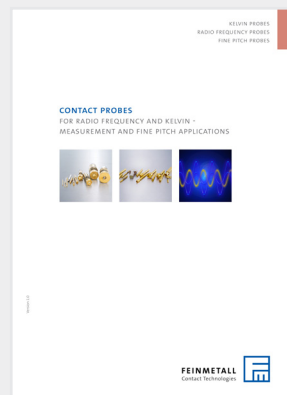 KELVIN PROBES
RADIO FREQUENCY PROBES
FINE PITCH PROBES
CONTACT PROBES
FOR RADIO FREQUENCY AND KELVIN -
MEASUREMENT AND FINE PITCH APPLICATIONS
FEINMETALL
Contact Technologies